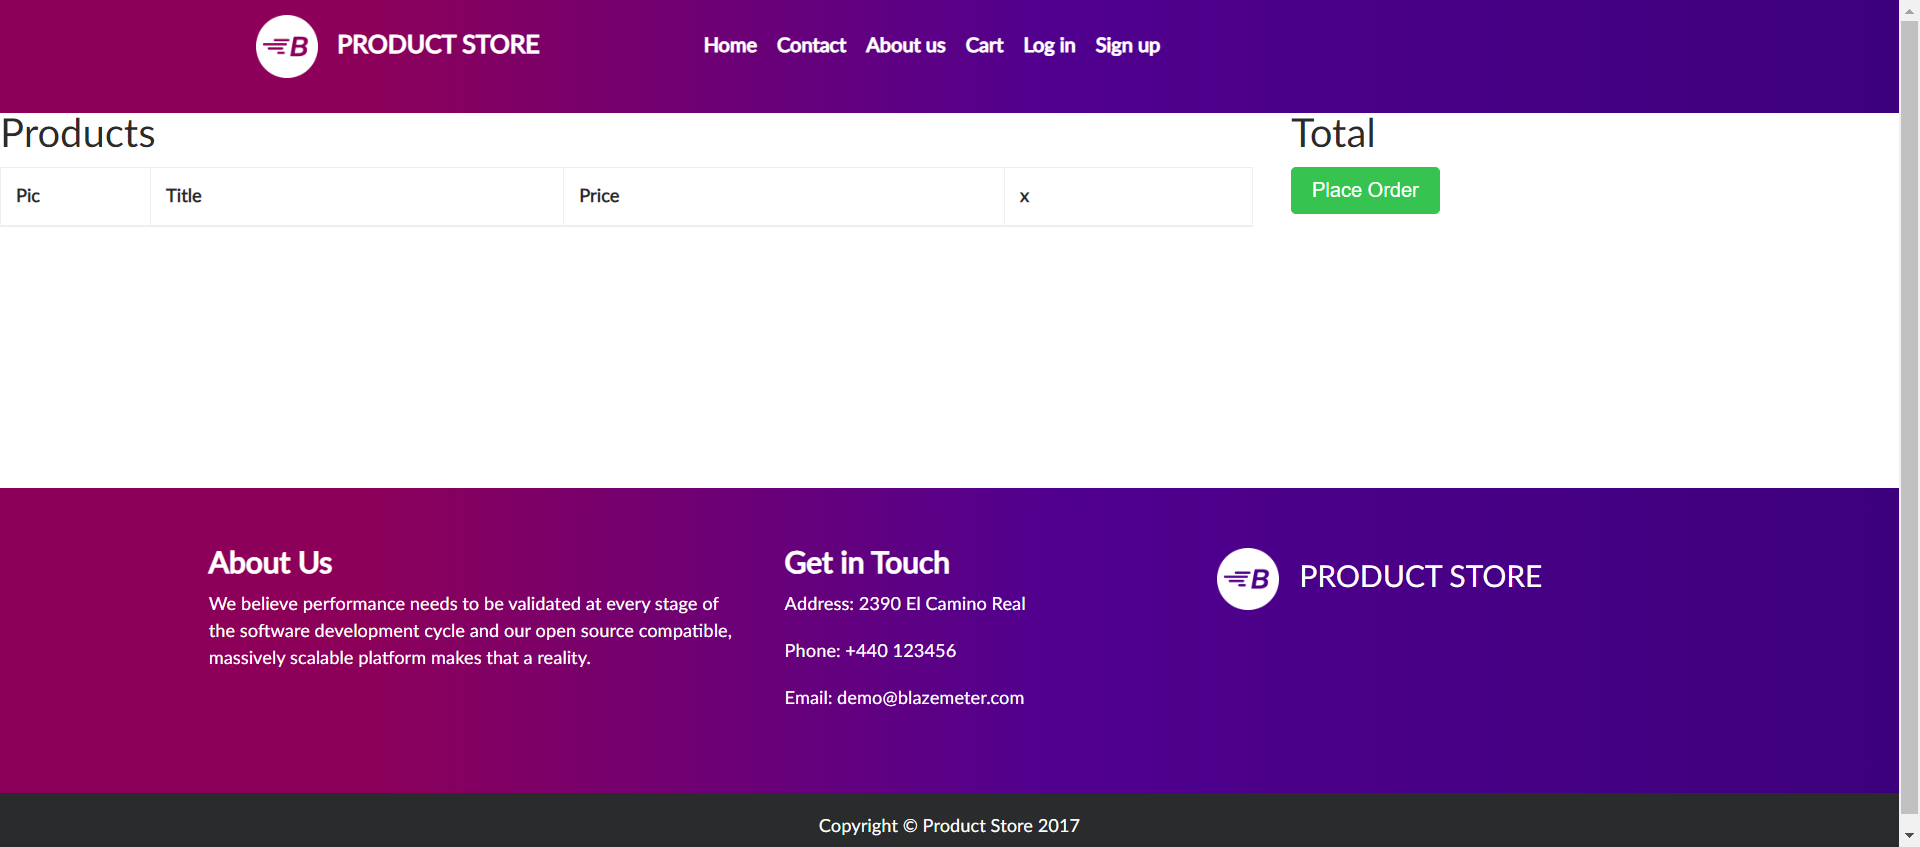 B PRODUCT STORE Home Contact About us Cart Log in Sign up
Products
Total
Pic Title Price x
Place Order
About Us
We believe performance needs to be validated at every stage of
the software development cycle and our open source compatible,
massively scalable platform makes that a reality.
Get in Touch
Address: 2390 El Camino Real
Phone: +440 123456
Email: demo@blazemeter.com
B PRODUCT STORE
Copyright © Product Store 2017